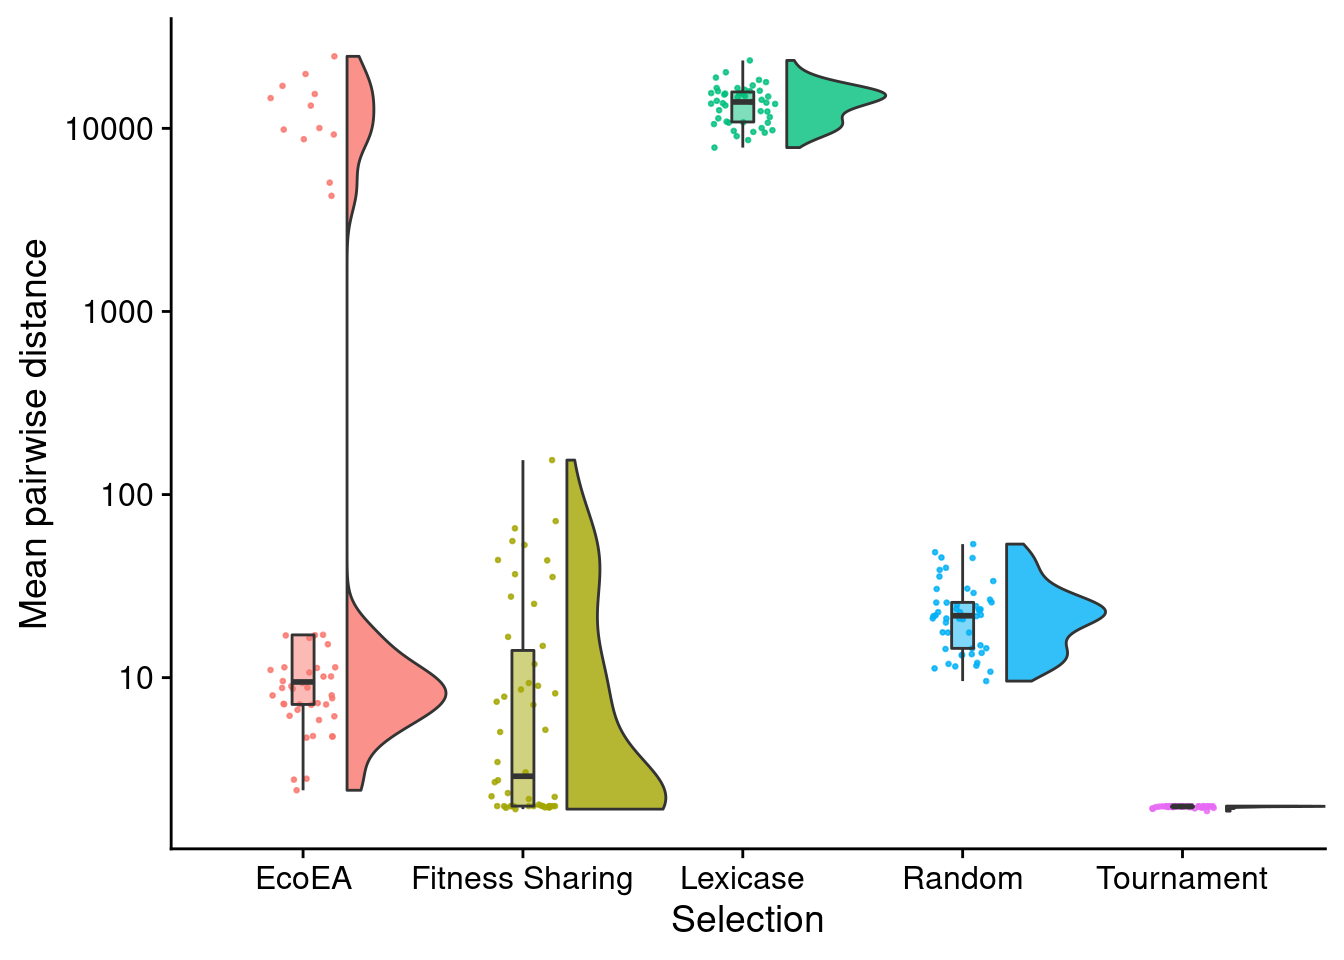 Mean pairwise distance
10000
1000
100
10
EcoEA
Fitness Sharing
Lexicase
Random
Tournament
Selection